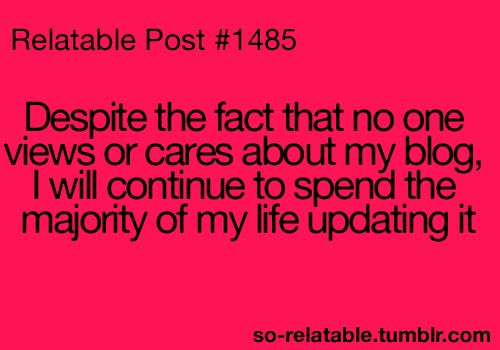 Relatable Post #1485
Despite the fact that no one
views or cares about my blog,
I will continue to spend the
majority of my life updating it
so-relatable.tumblr.com